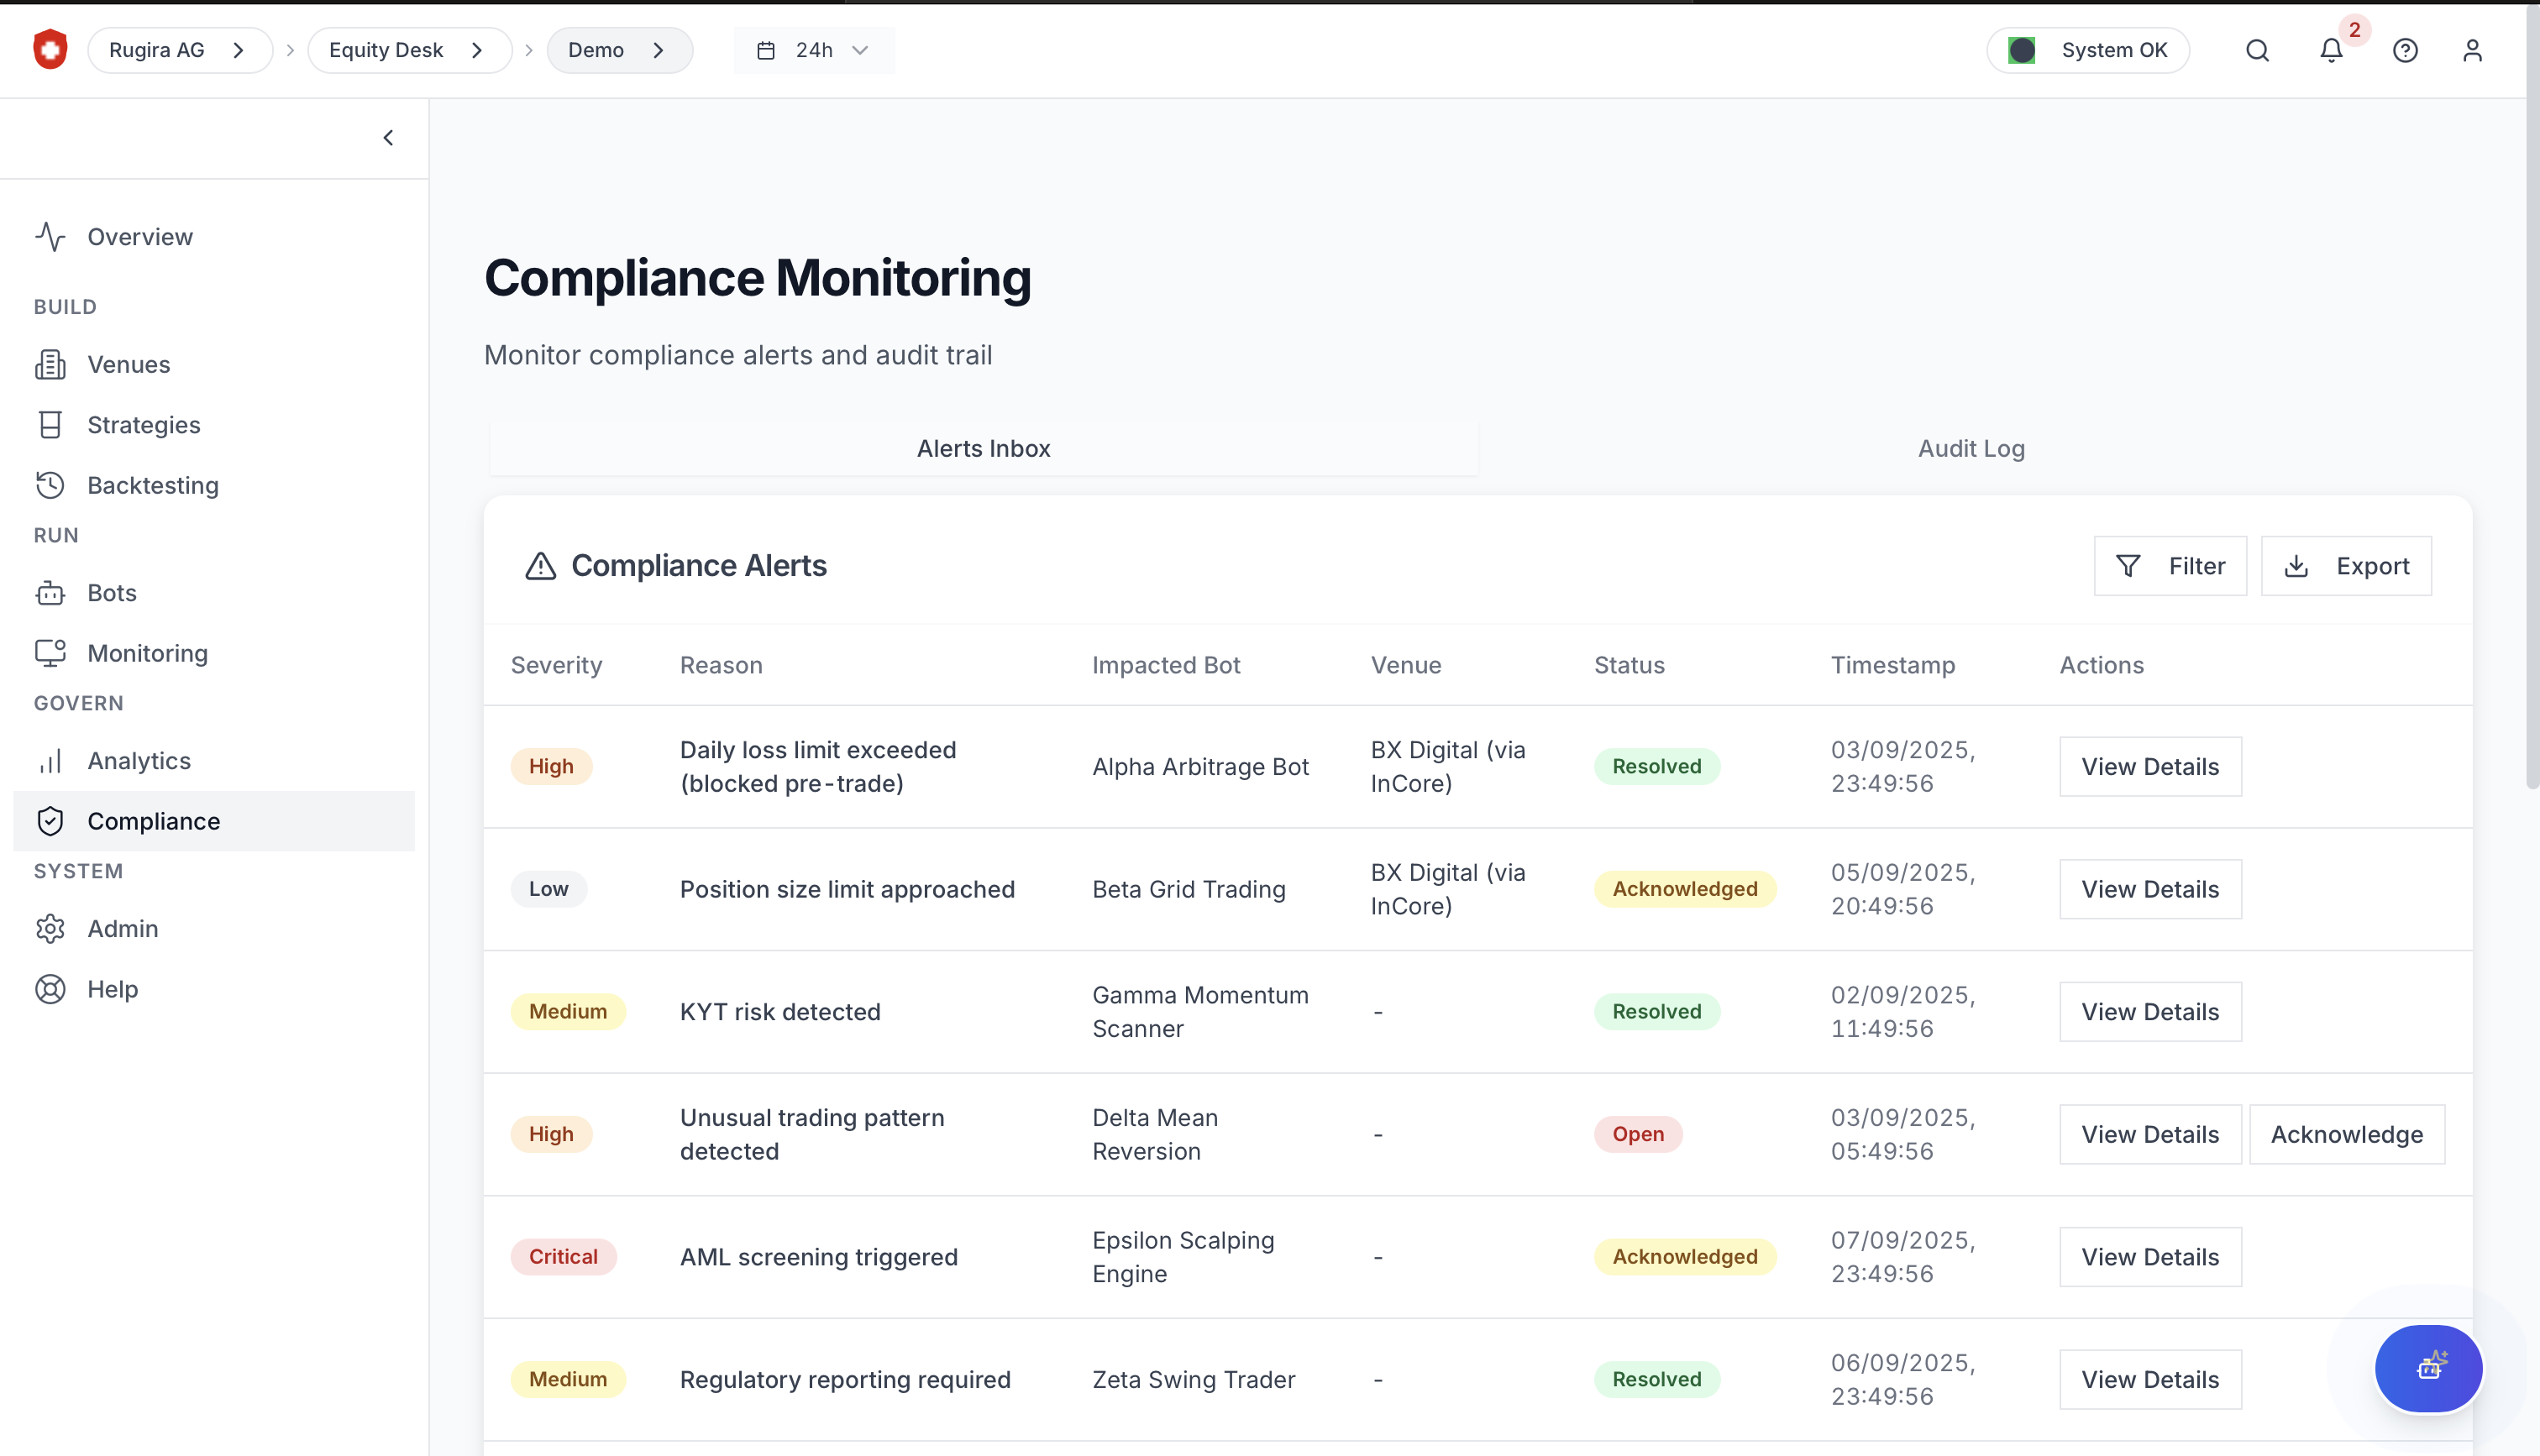 Rugira AG
Equity Desk
Demo
24h
System OK
2
Overview
BUILD
Venues
Strategies
Backtesting
RUN
Bots
Monitoring
GOVERN
Analytics
Compliance
SYSTEM
Admin
Help
Compliance Monitoring
Monitor compliance alerts and audit trail
Alerts Inbox
Audit Log
Compliance Alerts
Filter
Export
Severity Reason Impacted Bot Venue Status Timestamp Actions
High
Daily loss limit exceeded
(blocked pre-trade)
Alpha Arbitrage Bot
BX Digital (via
InCore)
Resolved
03/09/2025,
23:49:56
View Details
Low
Position size limit approached
Beta Grid Trading
BX Digital (via
InCore)
Acknowledged
05/09/2025,
20:49:56
View Details
Medium
KYT risk detected
Gamma Momentum
Scanner
-
Resolved
02/09/2025,
11:49:56
View Details
High
Unusual trading pattern
detected
Delta Mean
Reversion
-
Open
03/09/2025,
05:49:56
View Details
Acknowledge
Critical
AML screening triggered
Epsilon Scalping
Engine
-
Acknowledged
07/09/2025,
23:49:56
View Details
Medium
Regulatory reporting required
Zeta Swing Trader
-
Resolved
06/09/2025,
23:49:56
View Details